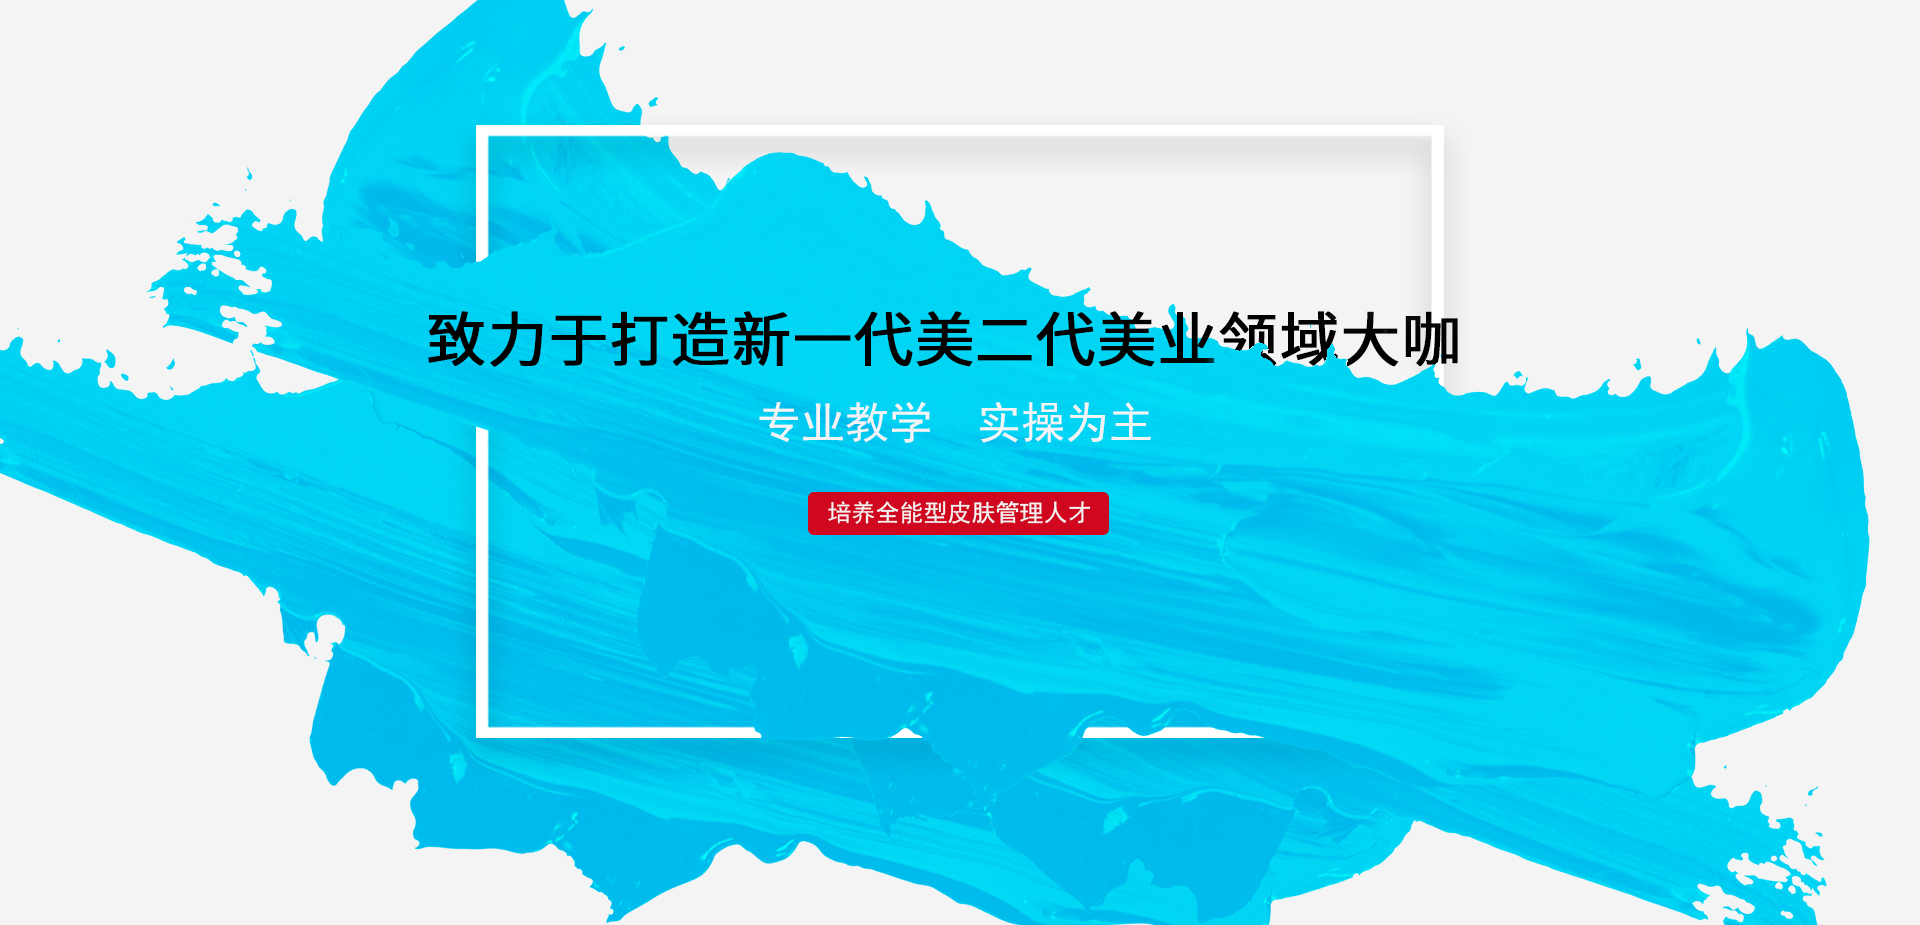 致力于打造新一代美二代美业领域大咖
专业教学 实操为主
培养全能型皮肤管理人才